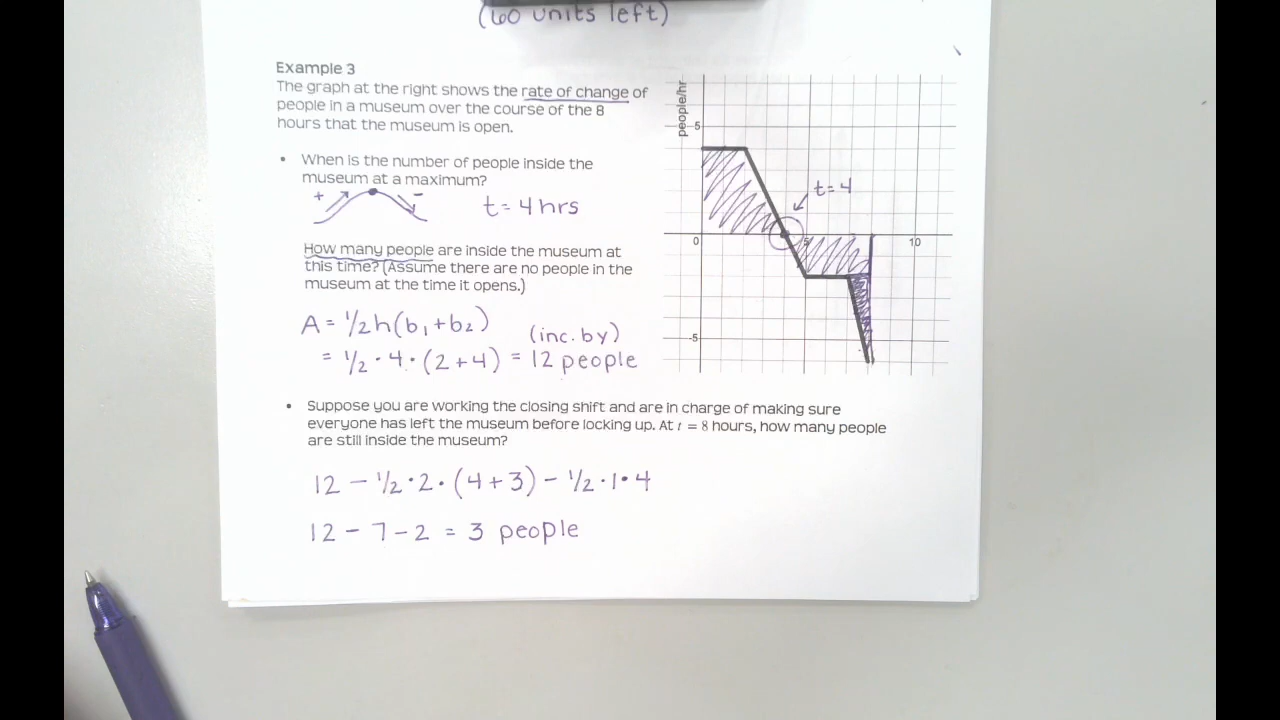 (60 units left)
Example 3
The graph at the right shows the rate of change of
people in a museum over the course of the 8
hours that the museum is open.
• When is the number of people inside the
museum at a maximum?
+ −
t = 4 hrs
How many people are inside the museum at
this time? (Assume there are no people in the
museum at the time it opens.)
A = ½h(b₁ + b₂)
(inc. by)
= ½ · 4 · (2 + 4) = 12 people
people/hr
5
t = 4
0 5 10
-5
• Suppose you are working the closing shift and are in charge of making sure
everyone has left the museum before locking up. At t = 8 hours, how many people
are still inside the museum?
12 − ½ · 2 · (4 + 3) − ½ · 1 · 4
12 − 7 − 2 = 3 people